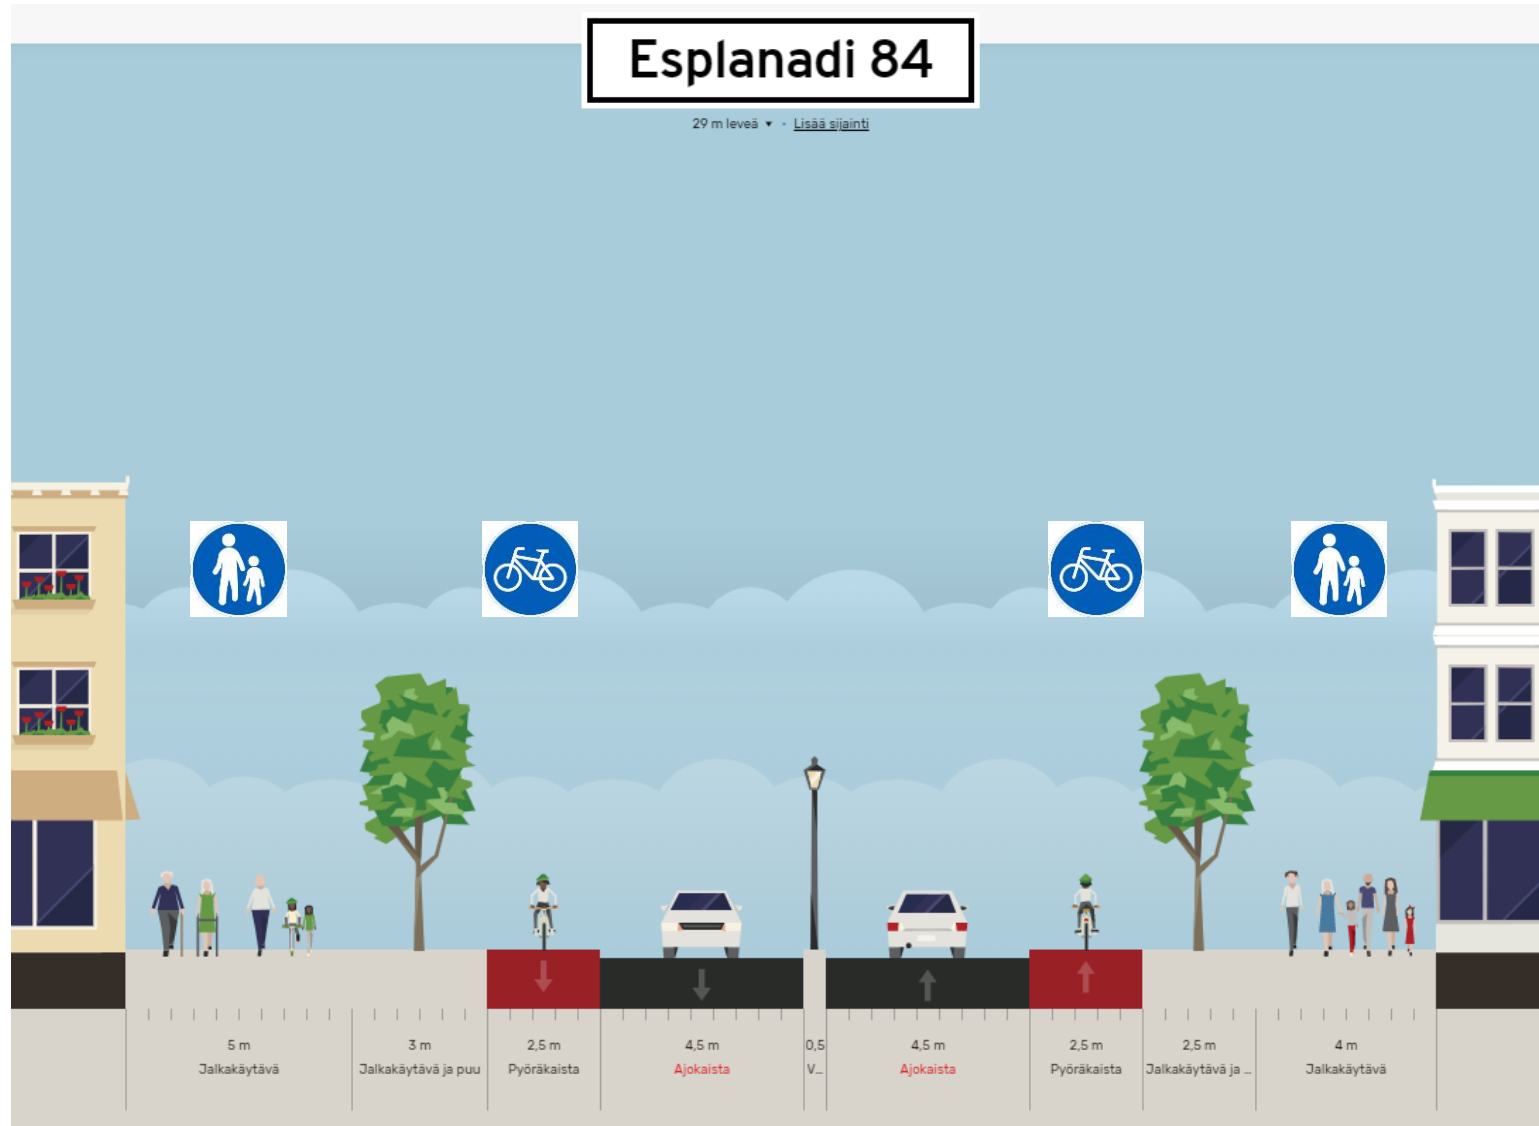 Esplanadi 84
29 m leveä ▾ · Lisää sijainti
5 m
Jalkakäytävä
3 m
Jalkakäytävä ja puu
2,5 m
Pyöräkaista
4,5 m
Ajokaista
0,5
V...
4,5 m
Ajokaista
2,5 m
Pyöräkaista
2,5 m
Jalkakäytävä ja ...
4 m
Jalkakäytävä